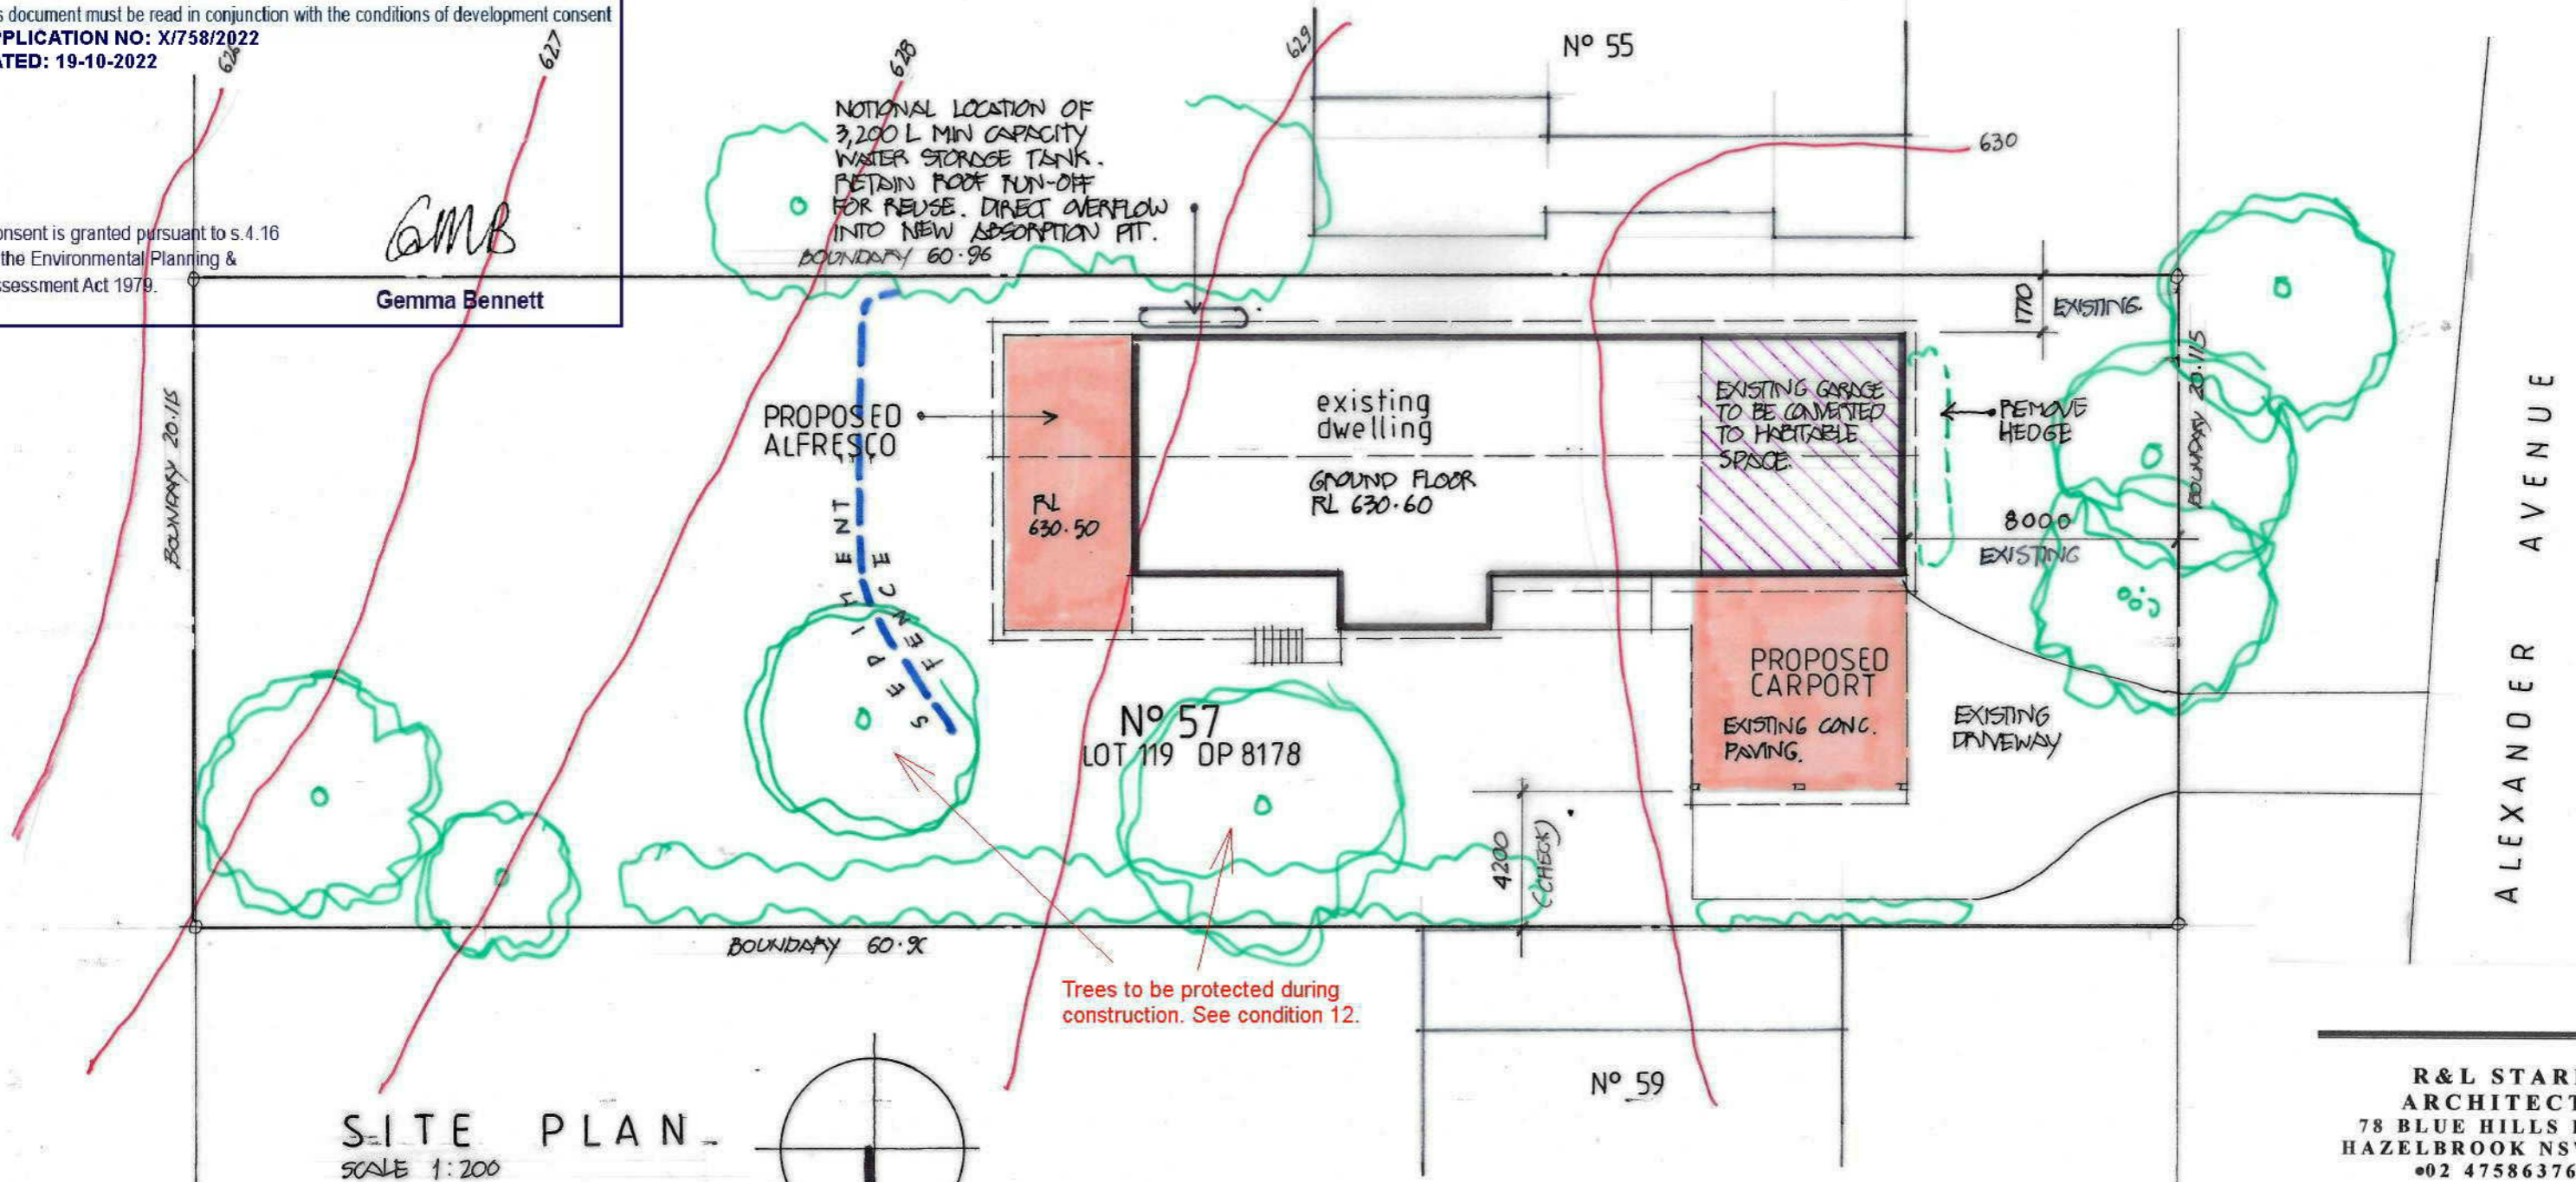 s document must be read in conjunction with the conditions of development consent
PPLICATION NO: X/758/2022
ATED: 19-10-2022
onsent is granted pursuant to s.4.16
the Environmental Planning &
ssessment Act 1979.
GMB
Gemma Bennett
626
627
628
629
630
Nº 55
NOTIONAL LOCATION OF
3,200 L MIN CAPACITY
WATER STORAGE TANK.
RETAIN ROOF RUN-OFF
FOR REUSE. DIRECT OVERFLOW
INTO NEW ABSORPTION PIT.
BOUNDARY 60.96
1770
EXISTING.
BOUNDARY 20.115
BOUNDARY 20.115
PROPOSED
ALFRESCO
RL
630.50
existing
dwelling
GROUND FLOOR
RL 630.60
EXISTING GARAGE
TO BE CONVERTED
TO HABITABLE
SPACE.
REMOVE
HEDGE
8000
EXISTING
SEDIMENT
FENCE
Nº 57
LOT 119 DP 8178
PROPOSED
CARPORT
EXISTING CONC.
PAVING.
EXISTING
DRIVEWAY
4200
(CHECK)
ALEXANDER AVENUE
BOUNDARY 60.96
Trees to be protected during
construction. See condition 12.
Nº 59
SITE PLAN
SCALE 1:200
R&L STAR
ARCHITECT
78 BLUE HILLS
HAZELBROOK NS
02 47586376